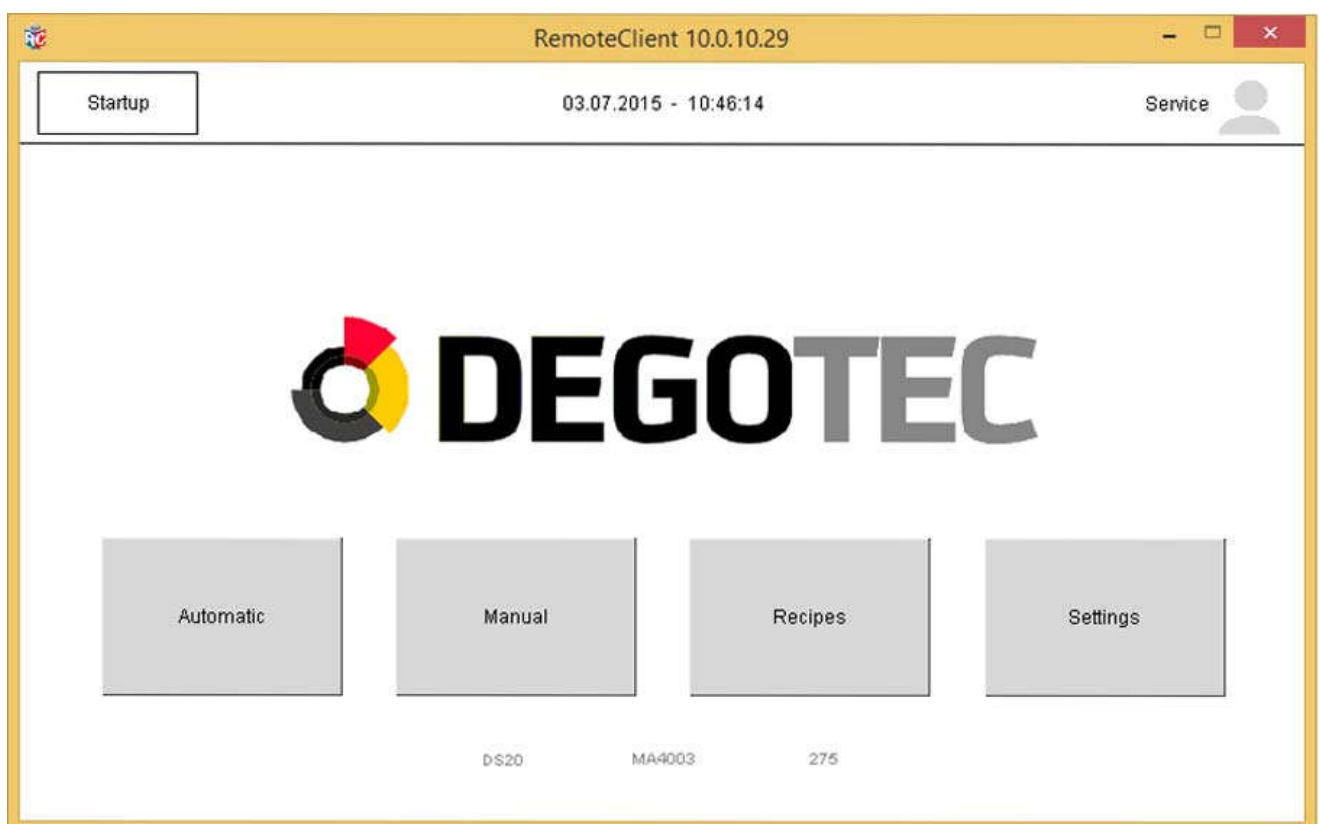 RC RemoteClient 10.0.10.29
Startup 03.07.2015 - 10:46:14 Service
DEGOTEC
Automatic Manual Recipes Settings
DS20 MA4003 275